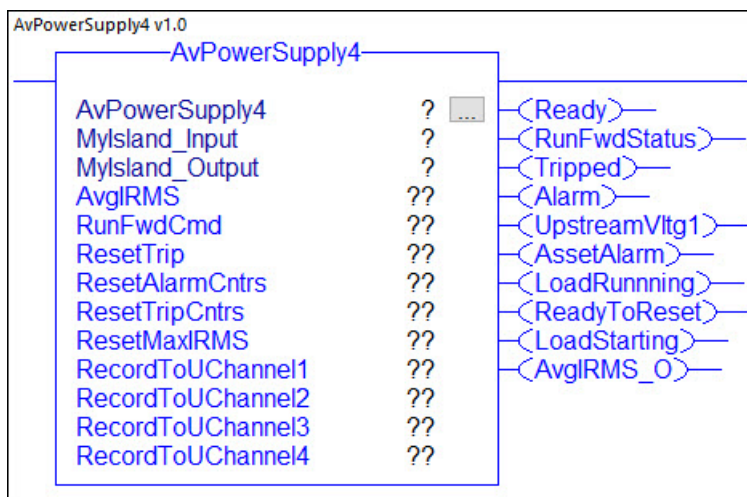 AvPowerSupply4 v1.0
AvPowerSupply4
AvPowerSupply4 ? ... Ready
MyIsland_Input ? RunFwdStatus
MyIsland_Output ? Tripped
AvgIRMS ?? Alarm
RunFwdCmd ?? UpstreamVltg1
ResetTrip ?? AssetAlarm
ResetAlarmCntrs ?? LoadRunnning
ResetTripCntrs ?? ReadyToReset
ResetMaxIRMS ?? LoadStarting
RecordToUChannel1 ?? AvgIRMS_O
RecordToUChannel2 ??
RecordToUChannel3 ??
RecordToUChannel4 ??